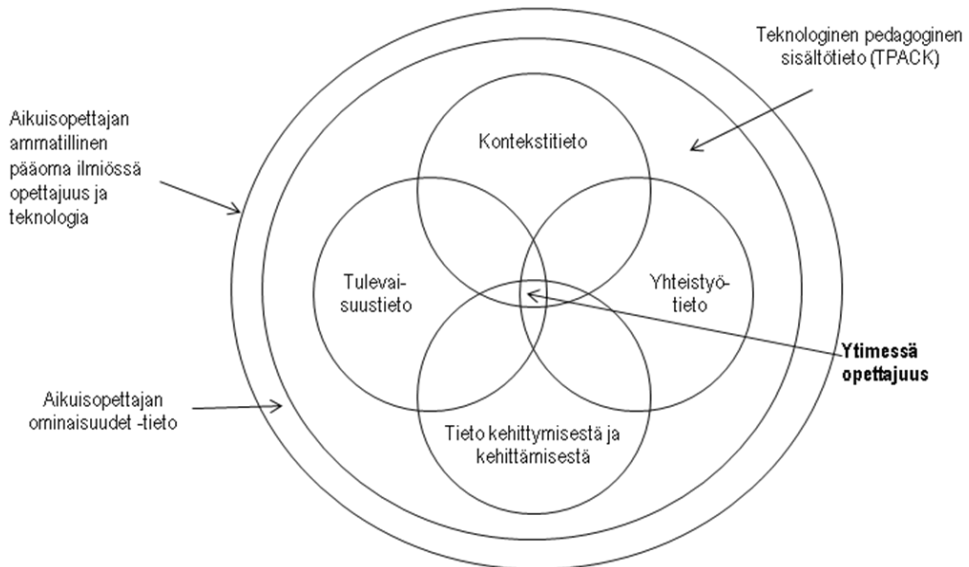 Teknologinen pedagoginen
sisältötieto (TPACK)
Aikuisopettajan
ammatillinen
pääoma ilmiössä
opettajuus ja
teknologia
Kontekstitieto
Tulevai-
suustieto
Yhteistyö-
tieto
Ytimessä
opettajuus
Aikuisopettajan
ominaisuudet -tieto
Tieto kehittymisestä ja
kehittämisestä